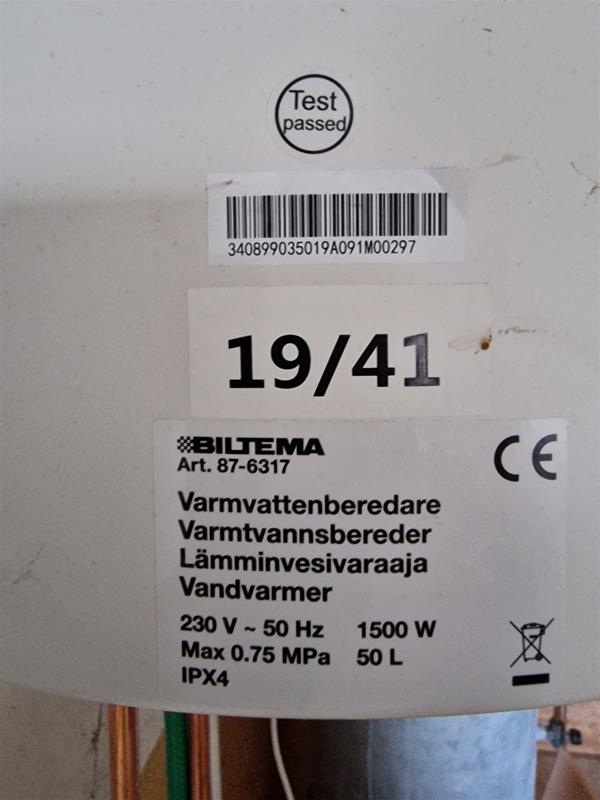 Test
passed
340899035019A091M00297
19/41
BILTEMA
Art. 87-6317
CE
Varmvattenberedare
Varmtvannsbereder
Lämminvesivaraaja
Vandvarmer
230 V ~ 50 Hz 1500 W
Max 0.75 MPa 50 L
IPX4